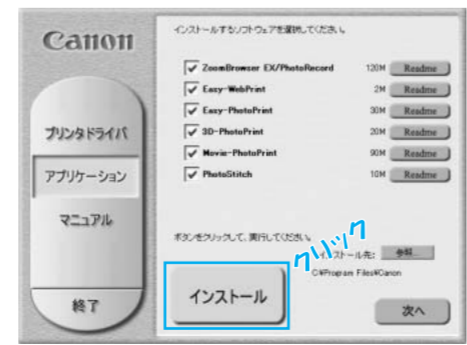 Canon
インストールするソフトウェアを選択してください。
ZoomBrowser EX/PhotoRecord 120M Readme
Easy-WebPrint 2M Readme
Easy-PhotoPrint 30M Readme
3D-PhotoPrint 20M Readme
Movie-PhotoPrint 90M Readme
PhotoStitch 10M Readme
プリンタドライバ
アプリケーション
マニュアル
終了
ボタンをクリックして、実行してください。
クリック
インストール先: 参照...
C:¥Program Files¥Canon
インストール
次へ